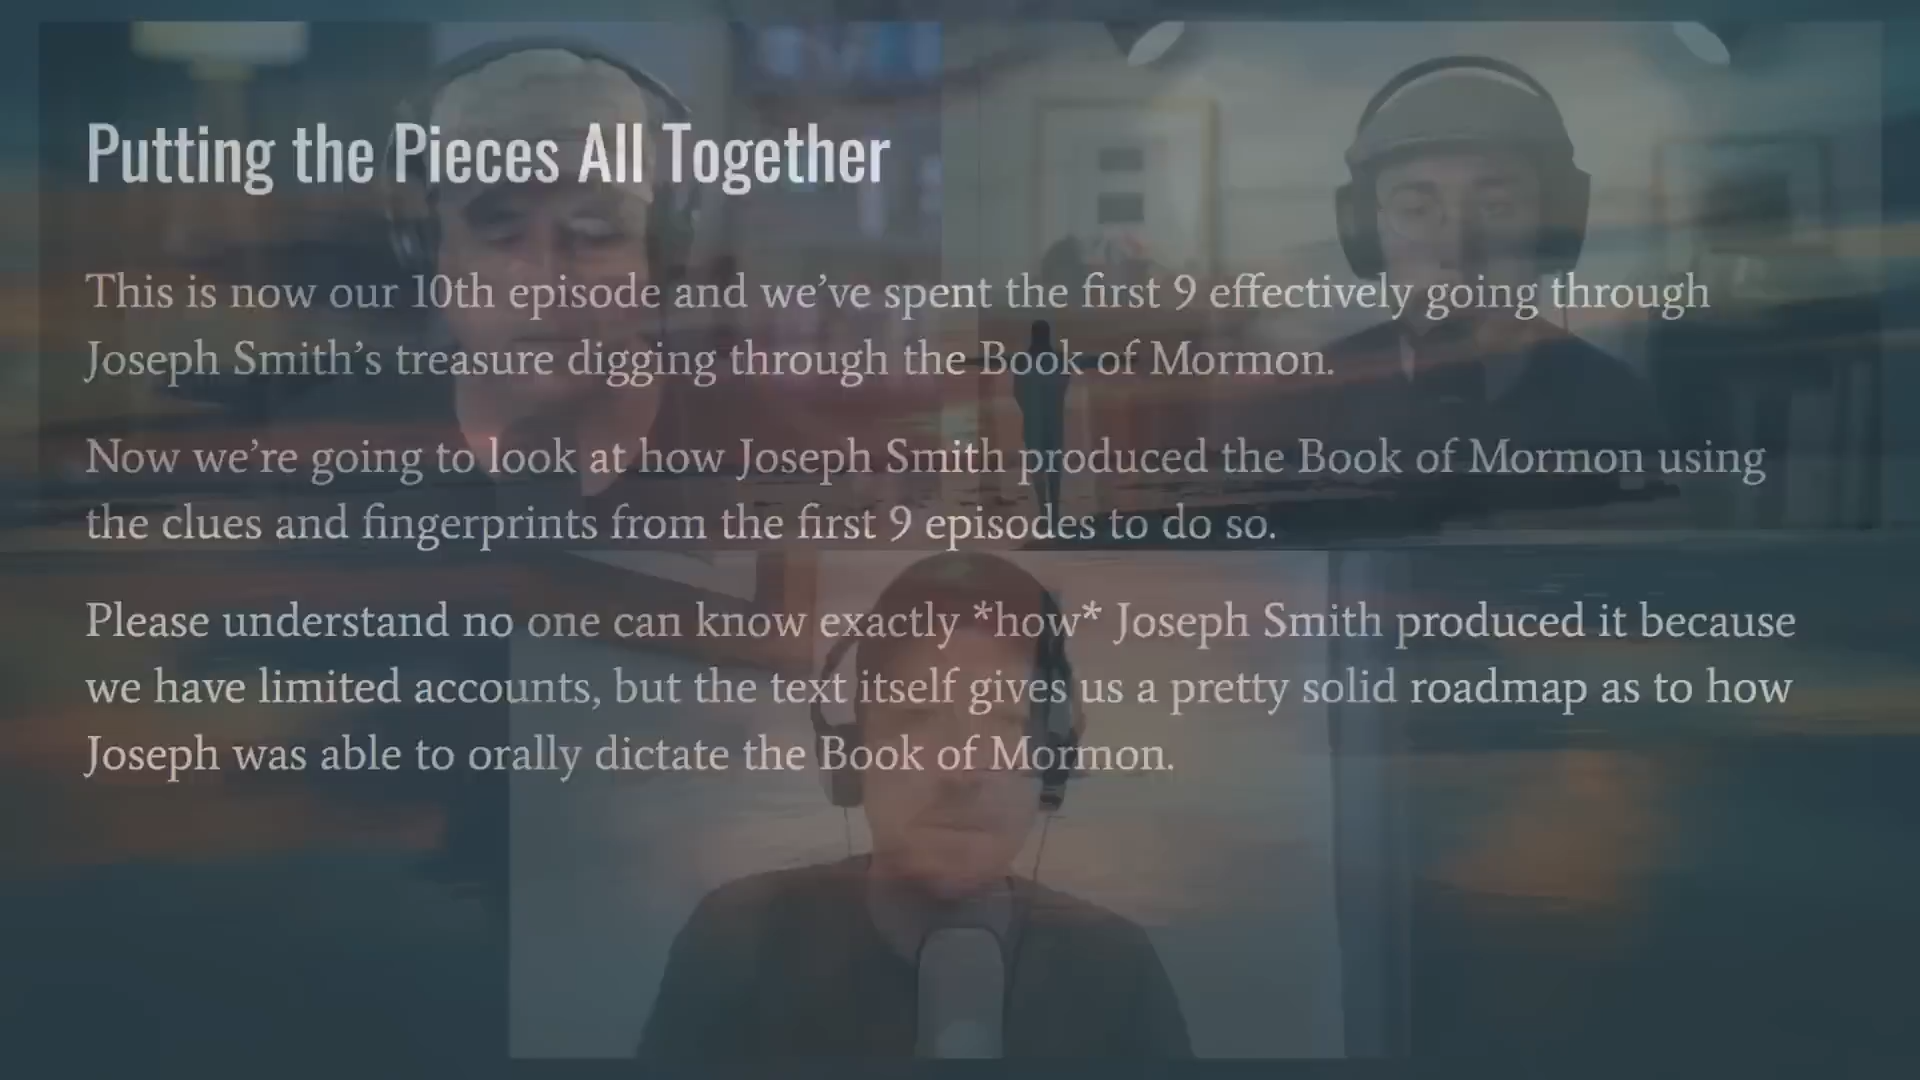 Putting the Pieces All Together
This is now our 10th episode and we’ve spent the first 9 effectively going through
Joseph Smith’s treasure digging through the Book of Mormon.
Now we’re going to look at how Joseph Smith produced the Book of Mormon using
the clues and fingerprints from the first 9 episodes to do so.
Please understand no one can know exactly *how* Joseph Smith produced it because
we have limited accounts, but the text itself gives us a pretty solid roadmap as to how
Joseph was able to orally dictate the Book of Mormon.